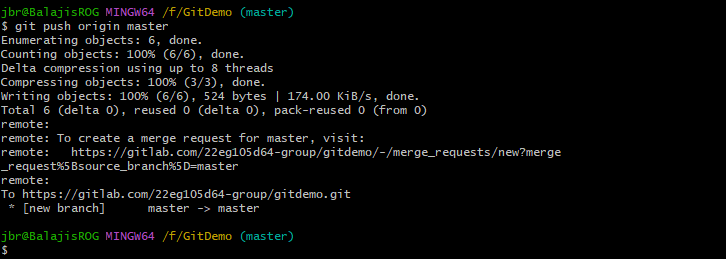 jbr@BalajisROG MINGW64 /f/GitDemo (master)
$ git push origin master
Enumerating objects: 6, done.
Counting objects: 100% (6/6), done.
Delta compression using up to 8 threads
Compressing objects: 100% (3/3), done.
Writing objects: 100% (6/6), 524 bytes | 174.00 KiB/s, done.
Total 6 (delta 0), reused 0 (delta 0), pack-reused 0 (from 0)
remote:
remote: To create a merge request for master, visit:
remote:   https://gitlab.com/22eg105d64-group/gitdemo/-/merge_requests/new?merge
_request%5Bsource_branch%5D=master
remote:
To https://gitlab.com/22eg105d64-group/gitdemo.git
 * [new branch]      master -> master
jbr@BalajisROG MINGW64 /f/GitDemo (master)
$